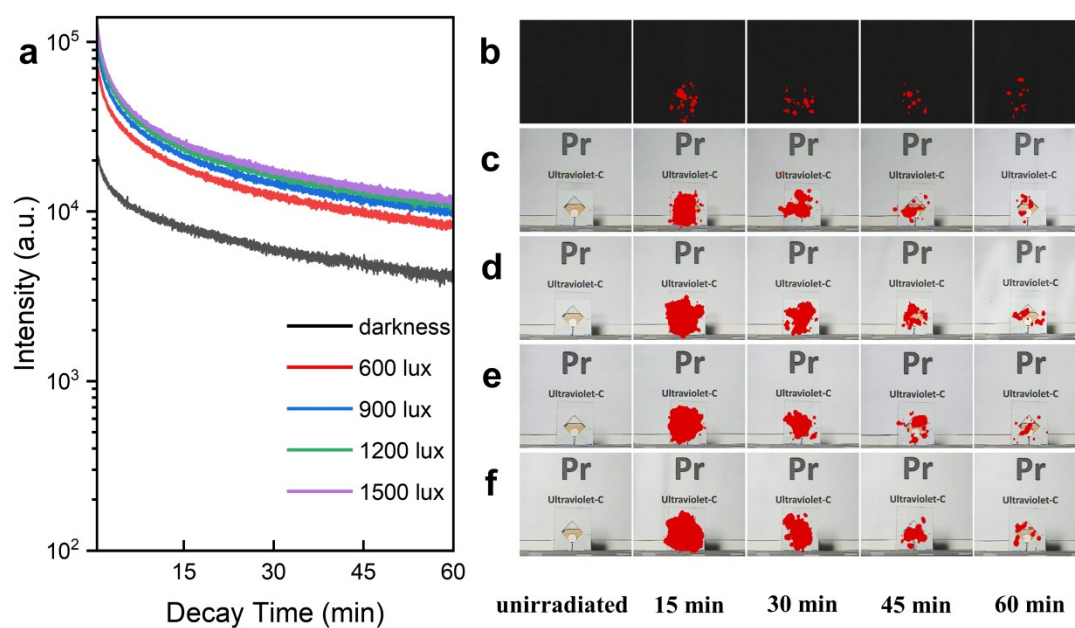 a
Intensity (a.u.)
10⁵
10⁴
10³
10²
darkness
600 lux
900 lux
1200 lux
1500 lux
15
30
45
60
Decay Time (min)
b
c
Pr
Pr
Pr
Pr
Pr
Ultraviolet-C
Ultraviolet-C
Ultraviolet-C
Ultraviolet-C
Ultraviolet-C
d
Pr
Pr
Pr
Pr
Pr
Ultraviolet-C
Ultraviolet-C
Ultraviolet-C
Ultraviolet-C
Ultraviolet-C
e
Pr
Pr
Pr
Pr
Pr
Ultraviolet-C
Ultraviolet-C
Ultraviolet-C
Ultraviolet-C
Ultraviolet-C
f
Pr
Pr
Pr
Pr
Pr
Ultraviolet-C
Ultraviolet-C
Ultraviolet-C
Ultraviolet-C
Ultraviolet-C
unirradiated 15 min 30 min 45 min 60 min